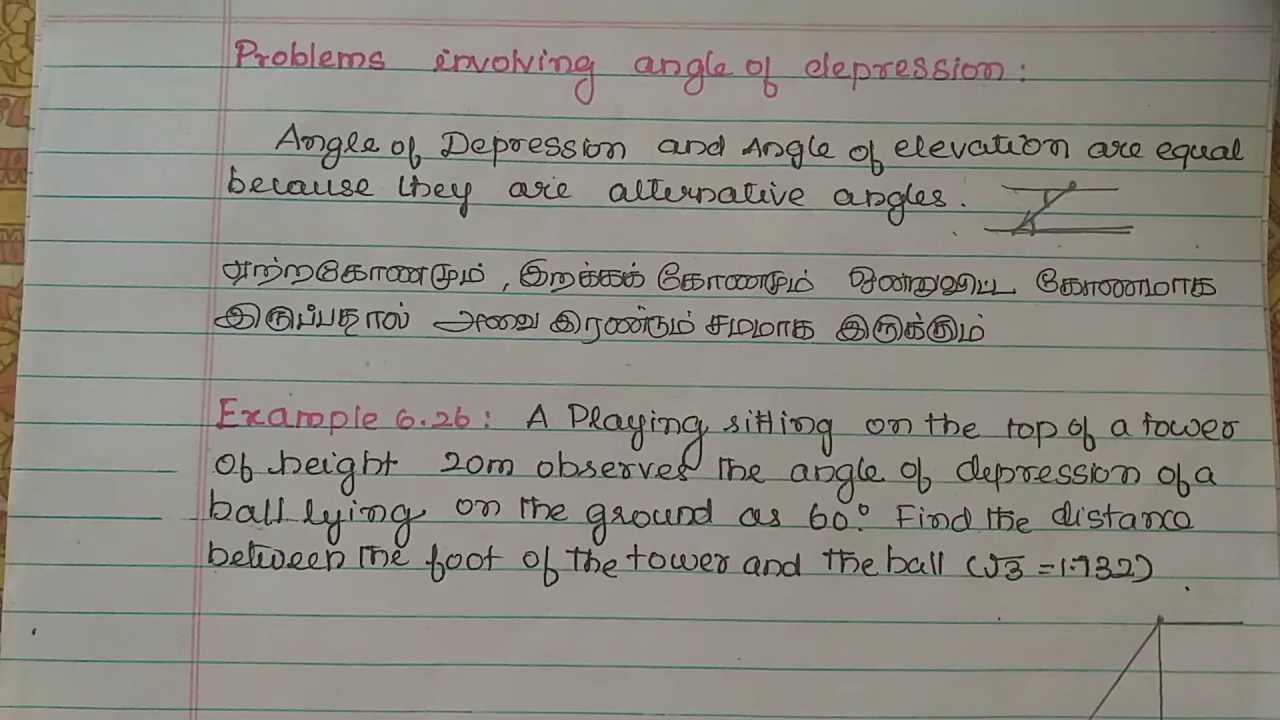 Problems involving angle of depression:
Angle of Depression and Angle of elevation are equal
because they are alternative angles.
ஏற்றகோணமும், இறக்கக் கோணமும் ஒன்றுவிட்ட கோணமாக
இருப்பதால் அவை இரண்டும் சமமாக இருக்கும்
Example 6.26: A Playing sitting on the top of a tower
of height 20m observes the angle of depression of a
ball lying on the ground as 60° Find the distance
between the foot of the tower and the ball (√3 = 1.732)